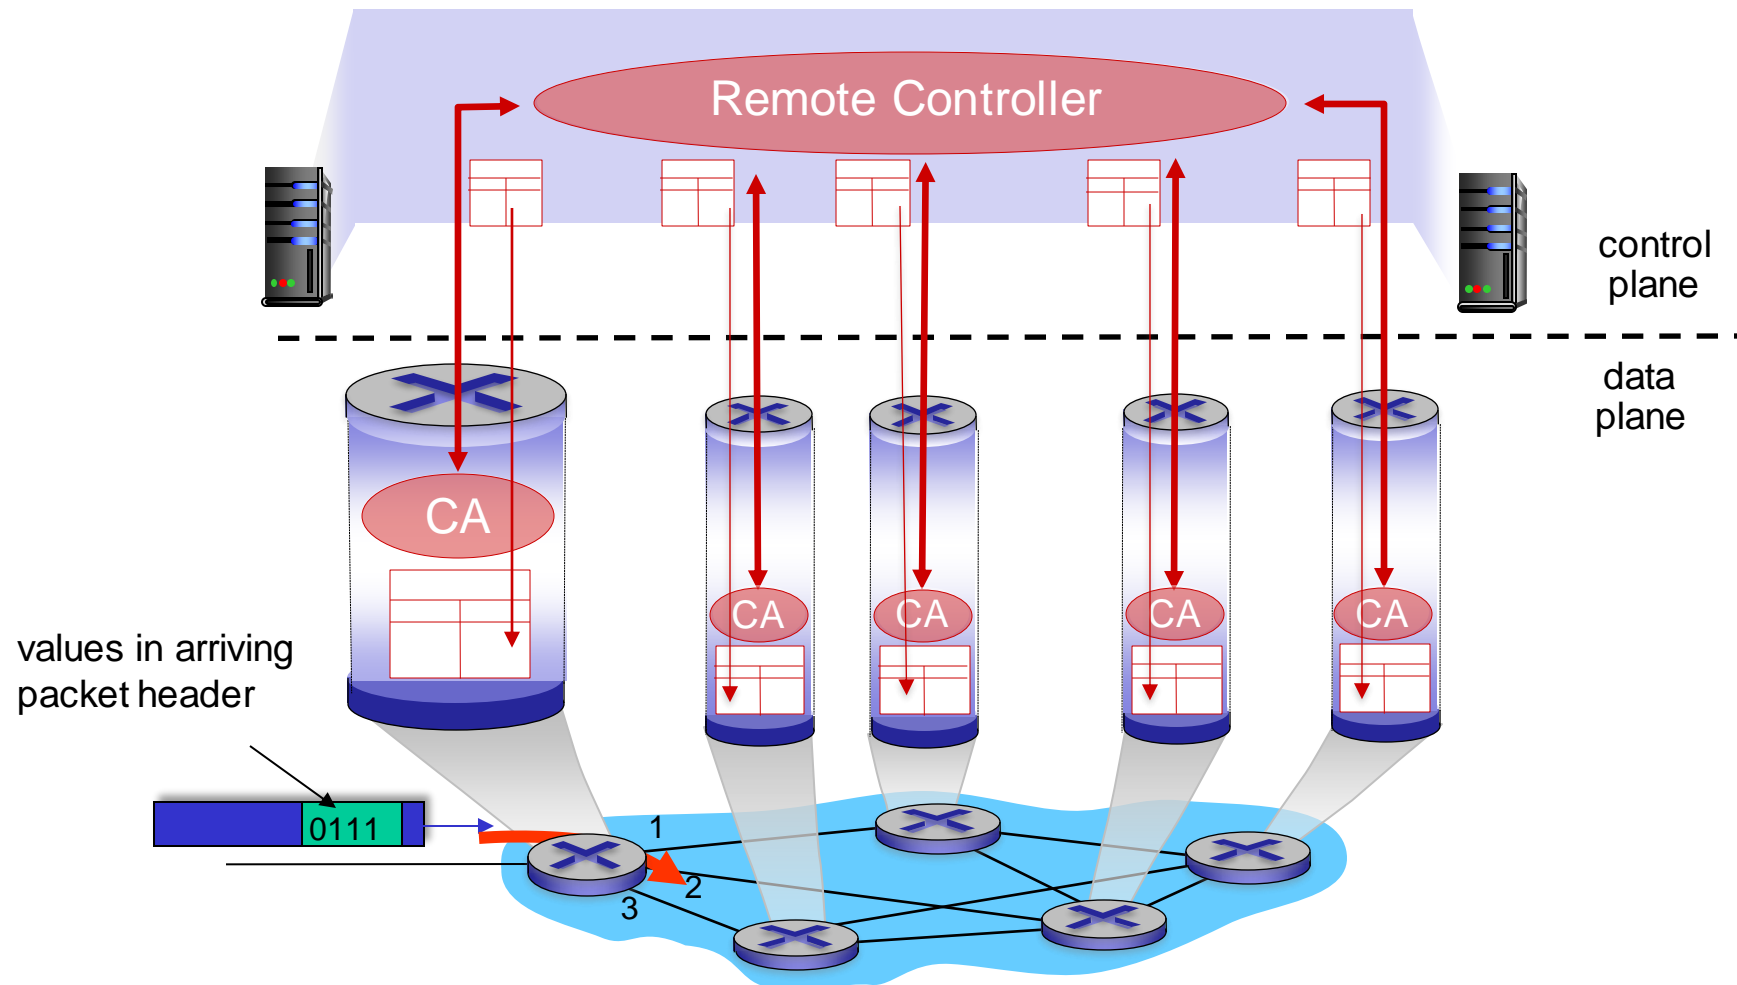 Remote Controller
control
plane
data
plane
CA
CA
CA
CA
CA
values in arriving
packet header
0111
1
2
3